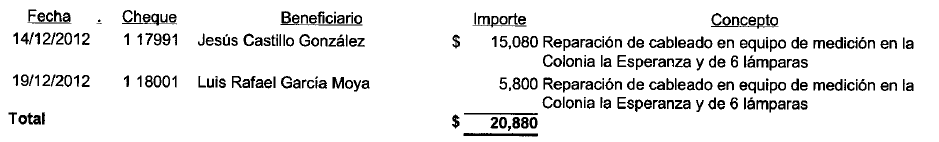 Fecha . Cheque Beneficiario Importe Concepto
14/12/2012 1 17991 Jesús Castillo González $ 15,080 Reparación de cableado en equipo de medición en la
Colonia la Esperanza y de 6 lámparas
19/12/2012 1 18001 Luis Rafael García Moya 5,800 Reparación de cableado en equipo de medición en la
Colonia la Esperanza y de 6 lámparas
Total $ 20,880